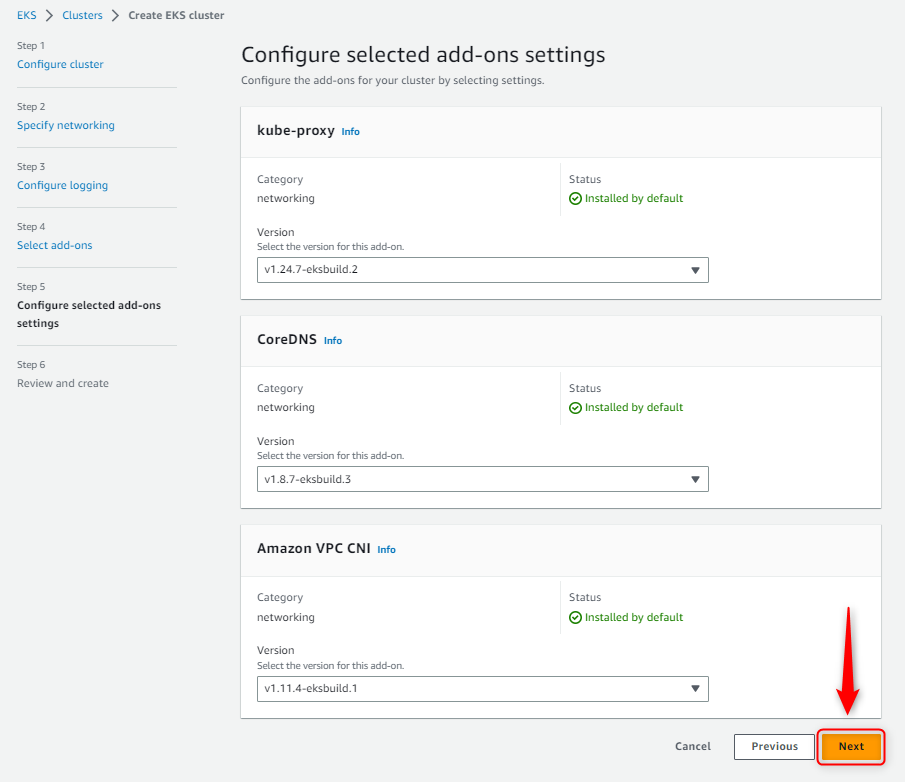 EKS > Clusters > Create EKS cluster
Step 1
Configure cluster
Step 2
Specify networking
Step 3
Configure logging
Step 4
Select add-ons
Step 5
Configure selected add-ons
settings
Step 6
Review and create
Configure selected add-ons settings
Configure the add-ons for your cluster by selecting settings.
kube-proxy Info
Category
networking
Status
Installed by default
Version
Select the version for this add-on.
v1.24.7-eksbuild.2
CoreDNS Info
Category
networking
Status
Installed by default
Version
Select the version for this add-on.
v1.8.7-eksbuild.3
Amazon VPC CNI Info
Category
networking
Status
Installed by default
Version
Select the version for this add-on.
v1.11.4-eksbuild.1
Cancel Previous Next